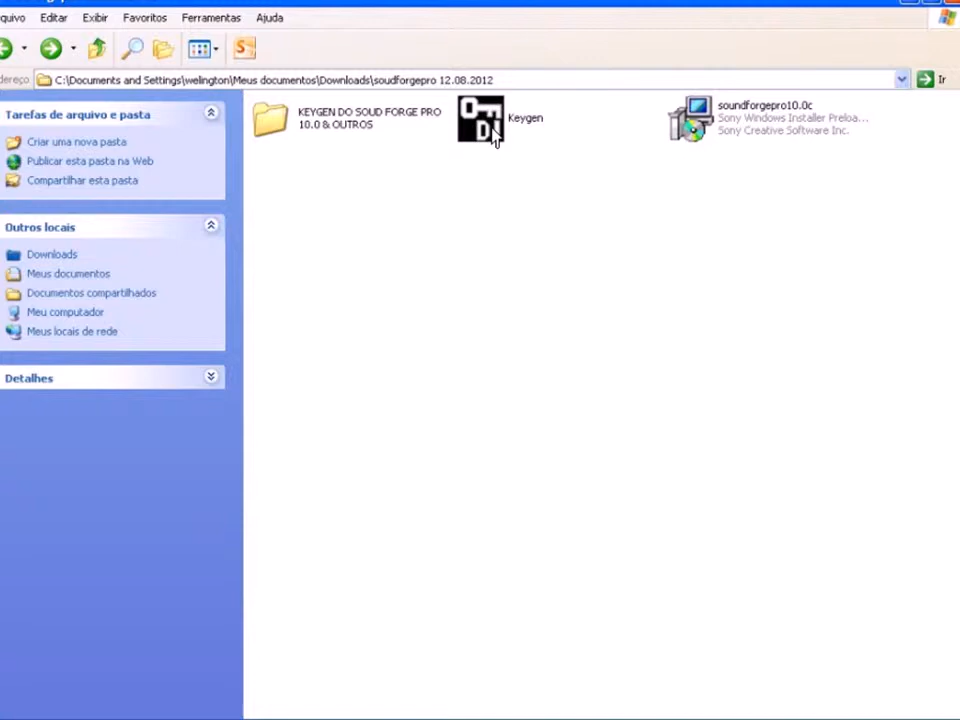 quivo Editar Exibir Favoritos Ferramentas Ajuda
dereço C:\Documents and Settings\welington\Meus documentos\Downloads\soudforgepro 12.08.2012 Ir
Tarefas de arquivo e pasta
Criar uma nova pasta
Publicar esta pasta na Web
Compartilhar esta pasta
Outros locais
Downloads
Meus documentos
Documentos compartilhados
Meu computador
Meus locais de rede
Detalhes
KEYGEN DO SOUD FORGE PRO
10.0 & OUTROS
Keygen
soundforgepro10.0c
Sony Windows Installer Preloa...
Sony Creative Software Inc.